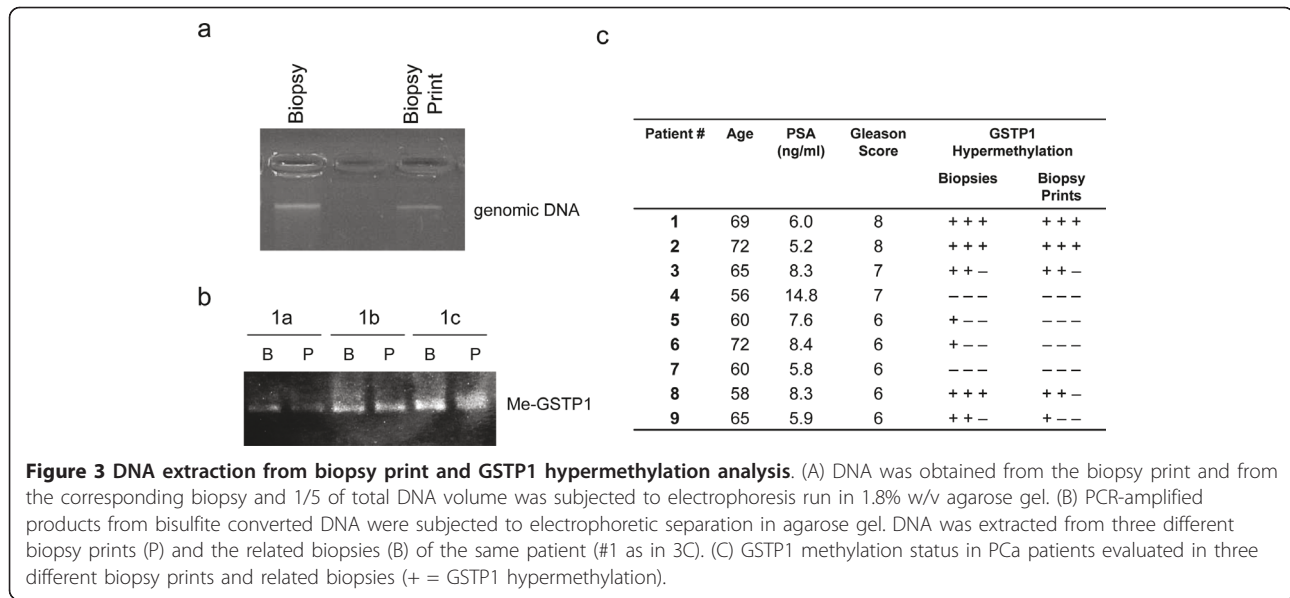 a
Biopsy
Biopsy
Print
genomic DNA
b
1a 1b 1c
B P B P B P
Me-GSTP1
c
Patient # Age PSA Gleason GSTP1
(ng/ml) Score Hypermethylation
Biopsies Biopsy
Prints
1 69 6.0 8 + + + + + +
2 72 5.2 8 + + + + + +
3 65 8.3 7 + + – + + –
4 56 14.8 7 – – – – – –
5 60 7.6 6 + – – – – –
6 72 8.4 6 + – – – – –
7 60 5.8 6 – – – – – –
8 58 8.3 6 + + + + + –
9 65 5.9 6 + + – + – –
Figure 3 DNA extraction from biopsy print and GSTP1 hypermethylation analysis. (A) DNA was obtained from the biopsy print and from
the corresponding biopsy and 1/5 of total DNA volume was subjected to electrophoresis run in 1.8% w/v agarose gel. (B) PCR-amplified
products from bisulfite converted DNA were subjected to electrophoretic separation in agarose gel. DNA was extracted from three different
biopsy prints (P) and the related biopsies (B) of the same patient (#1 as in 3C). (C) GSTP1 methylation status in PCa patients evaluated in three
different biopsy prints and related biopsies (+ = GSTP1 hypermethylation).